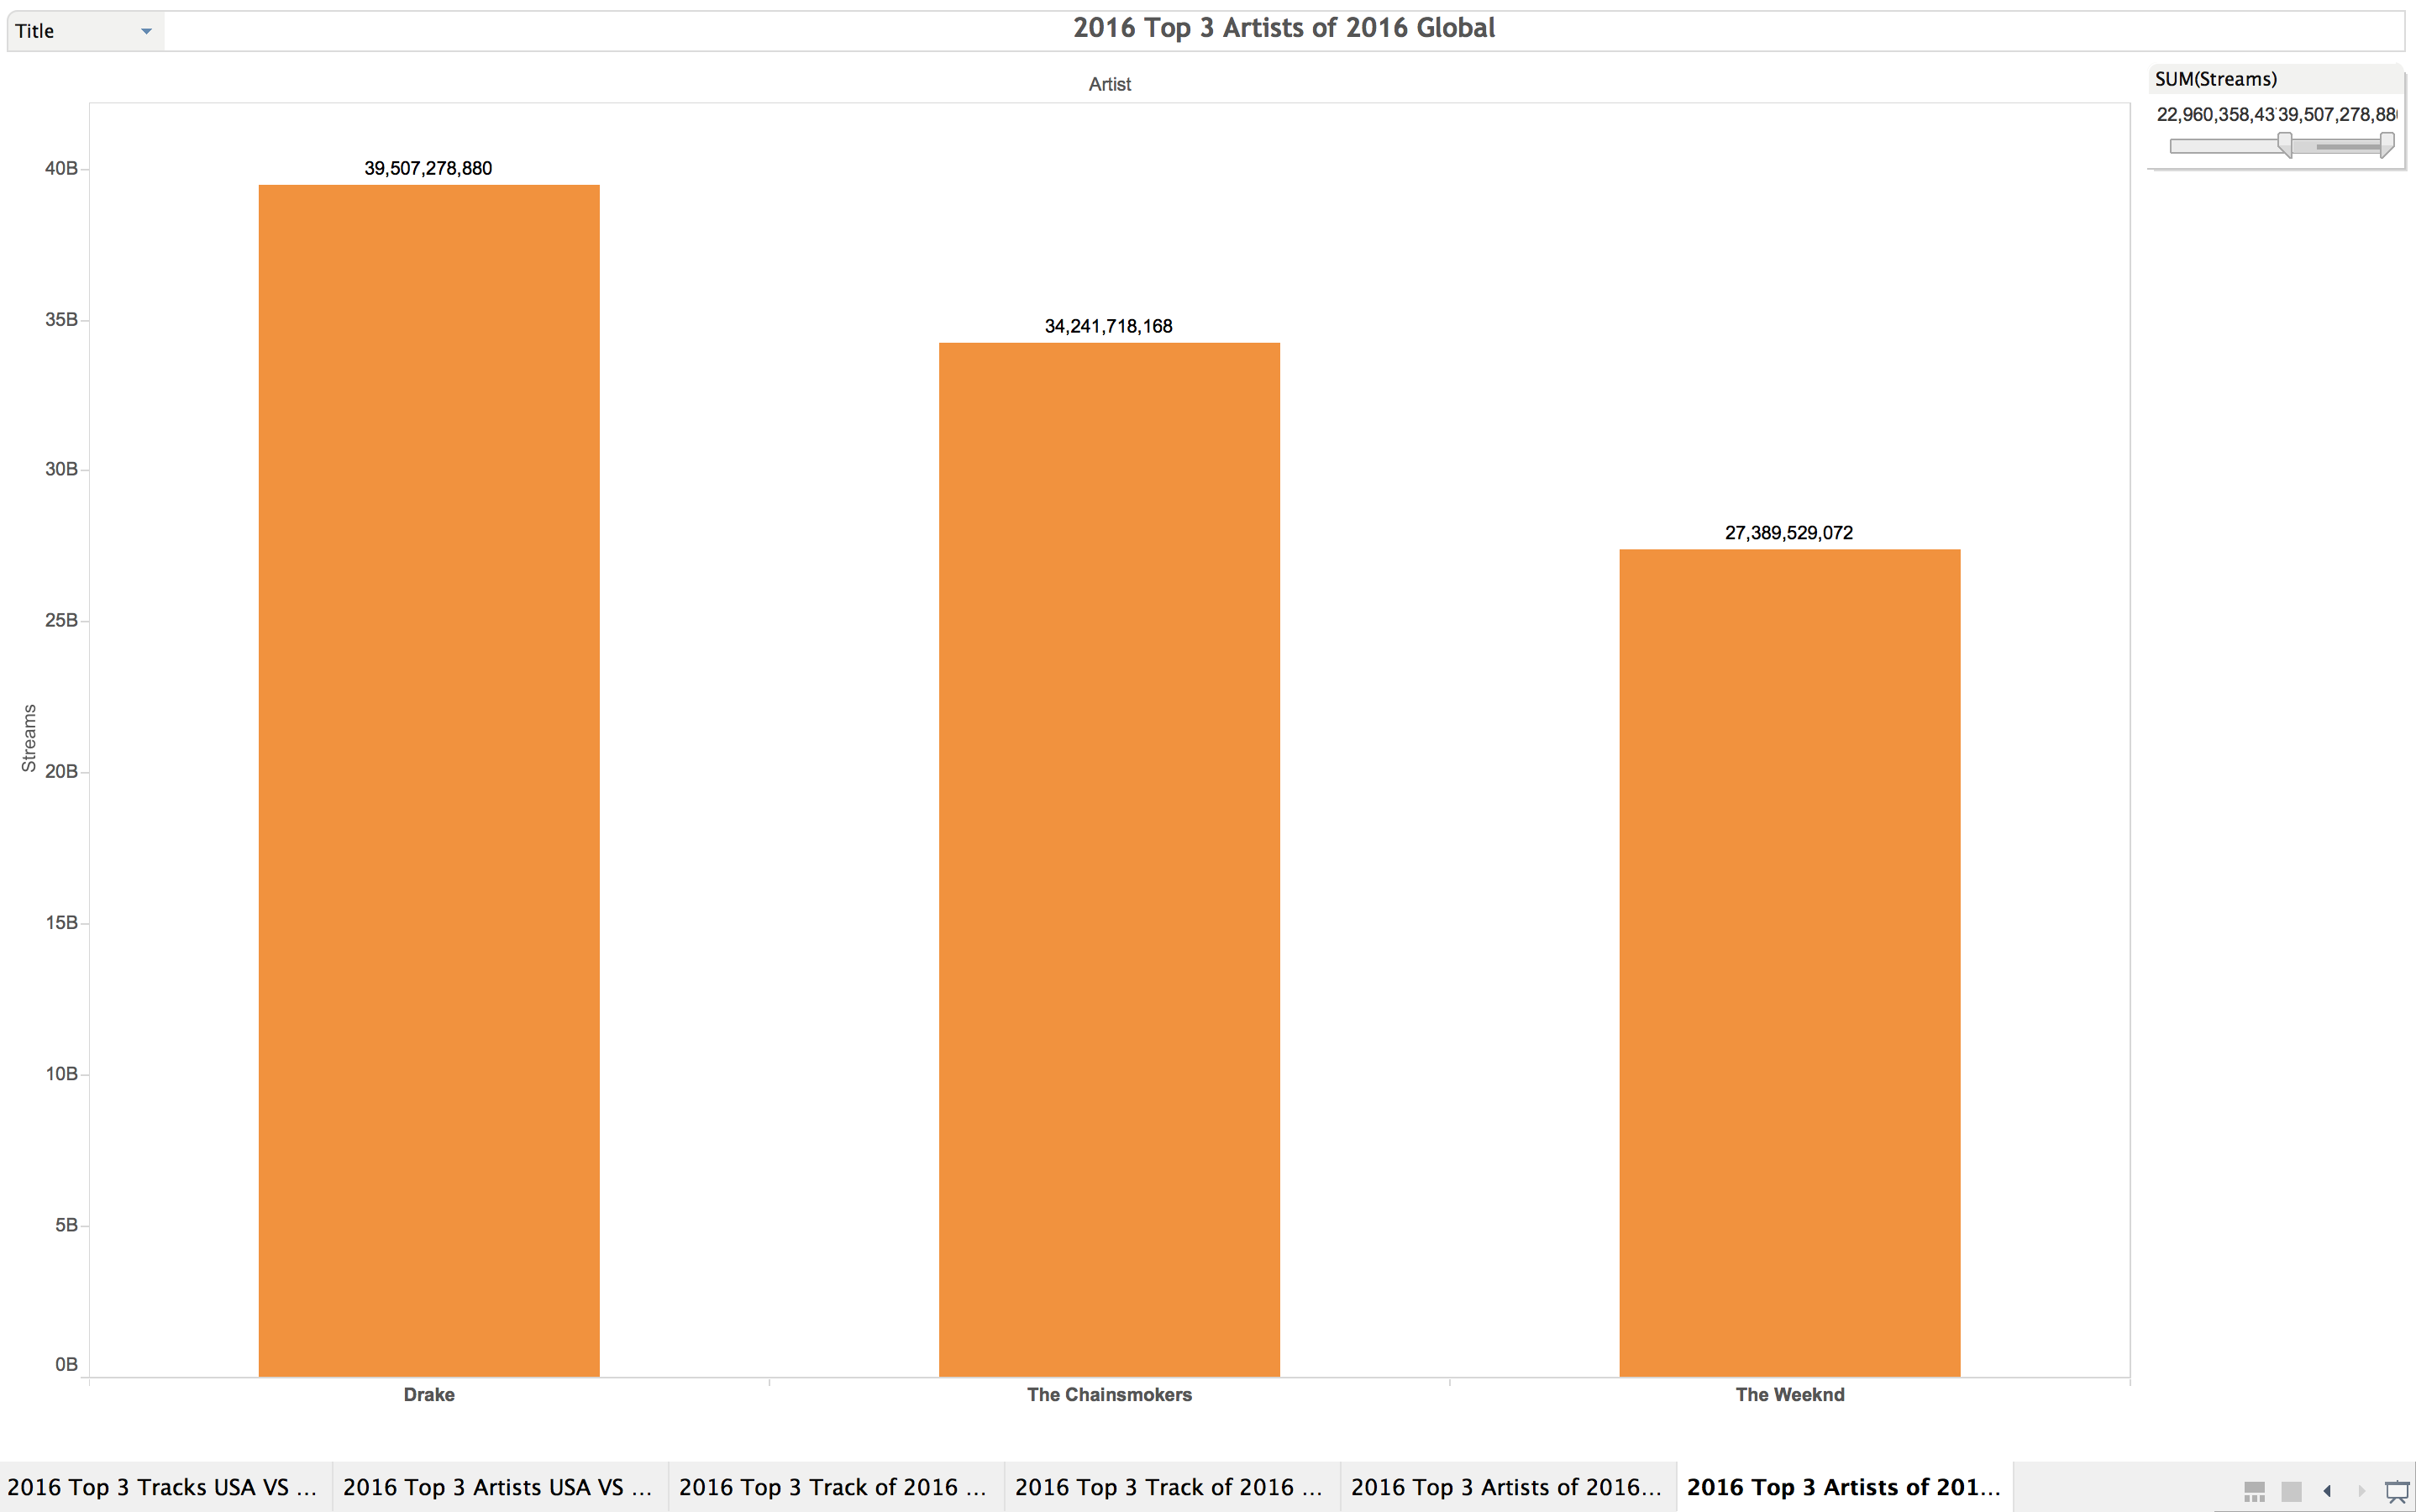 Title
2016 Top 3 Artists of 2016 Global
Artist
SUM(Streams)
22,960,358,43 39,507,278,88
40B
35B
30B
25B
20B
15B
10B
5B
0B
Streams
39,507,278,880
34,241,718,168
27,389,529,072
Drake
The Chainsmokers
The Weeknd
2016 Top 3 Tracks USA VS ...
2016 Top 3 Artists USA VS ...
2016 Top 3 Track of 2016 ...
2016 Top 3 Track of 2016 ...
2016 Top 3 Artists of 2016...
2016 Top 3 Artists of 201...